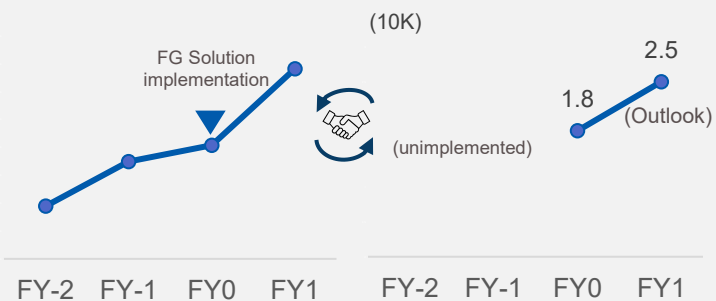 (10K)
FG Solution
implementation
2.5
1.8
(Outlook)
(unimplemented)
FY-2 FY-1 FY0 FY1
FY-2 FY-1 FY0 FY1